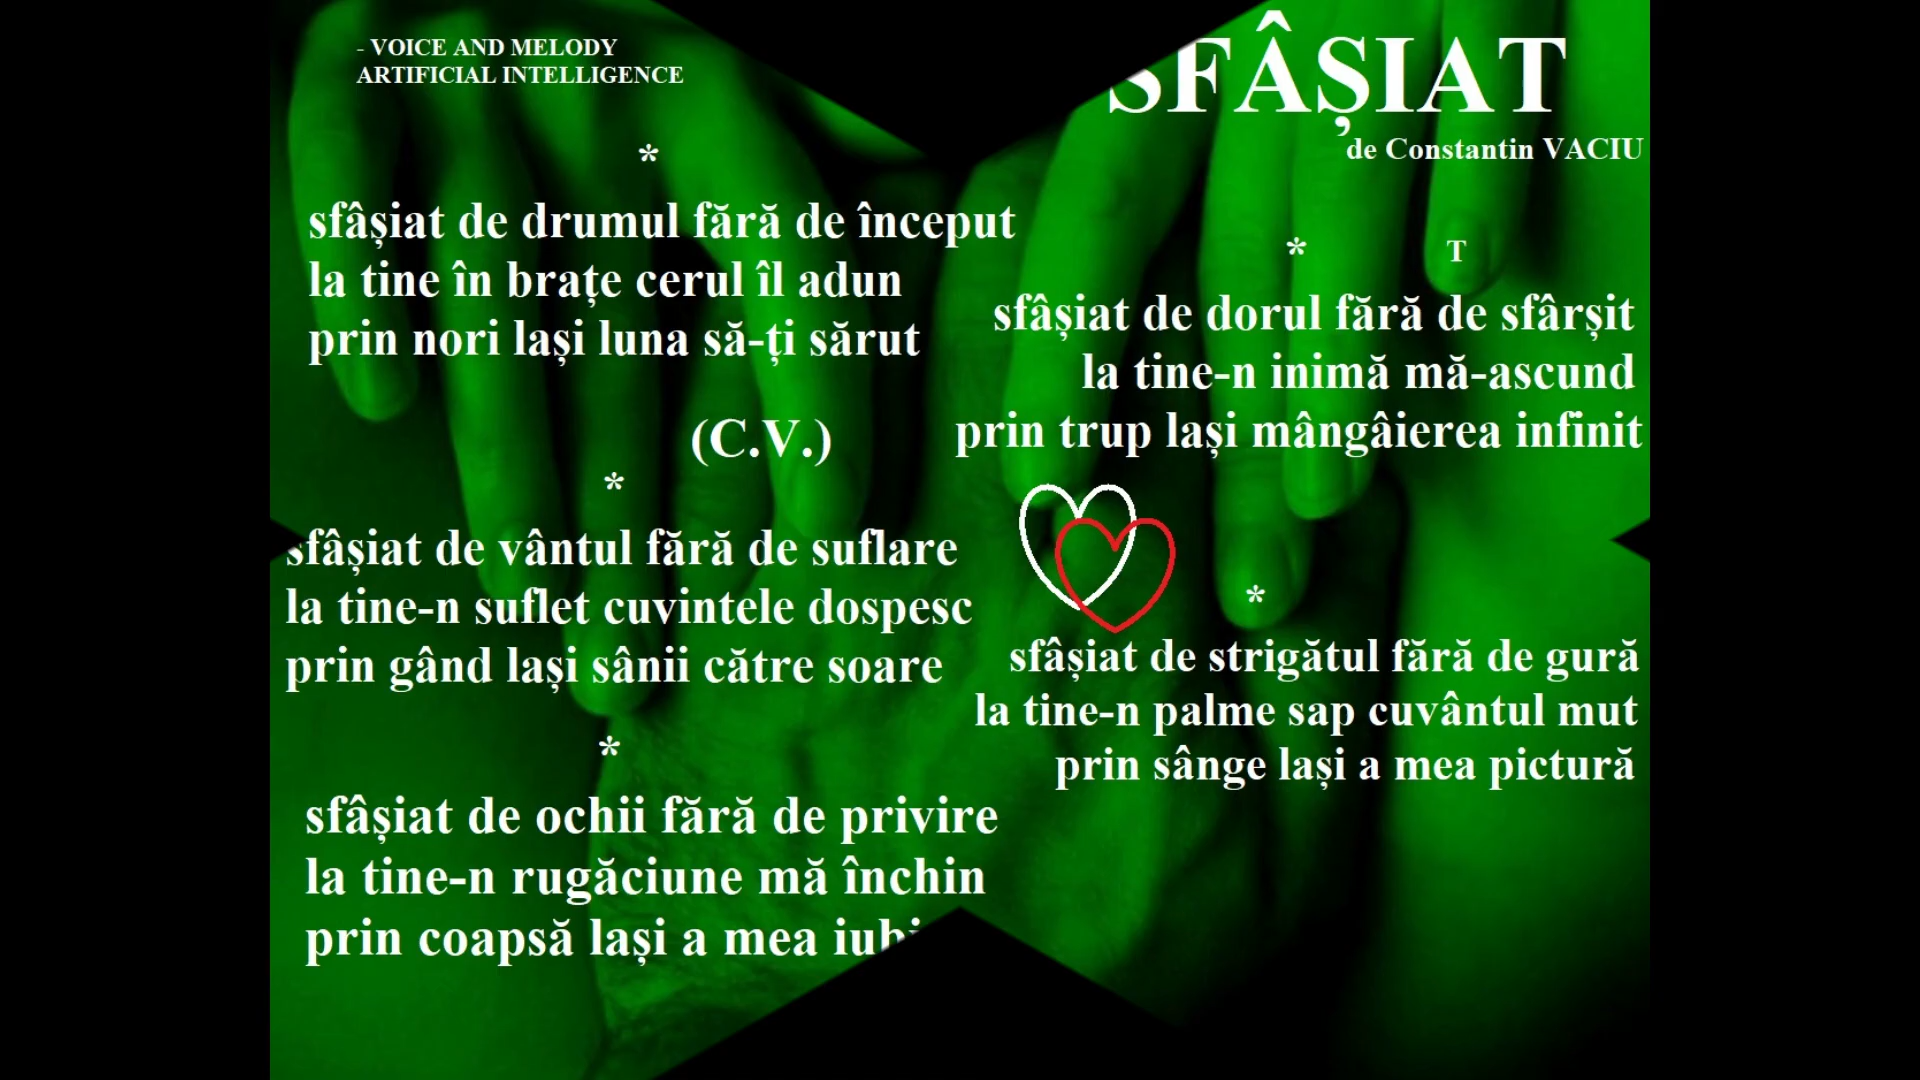 - VOICE AND MELODY
ARTIFICIAL INTELLIGENCE
SFÂȘIAT
de Constantin VACIU
*
sfâșiat de drumul fără de început
la tine în brațe cerul îl adun
prin nori lași luna să-ți sărut
(C.V.)
*
sfâșiat de vântul fără de suflare
la tine-n suflet cuvintele dospesc
prin gând lași sânii către soare
*
sfâșiat de ochii fără de privire
la tine-n rugăciune mă închin
prin coapsă lași a mea
* T
sfâșiat de dorul fără de sfârșit
la tine-n inimă mă-ascund
prin trup lași mângâierea infinit
*
sfâșiat de strigătul fără de gură
la tine-n palme sap cuvântul mut
prin sânge lași a mea pictură